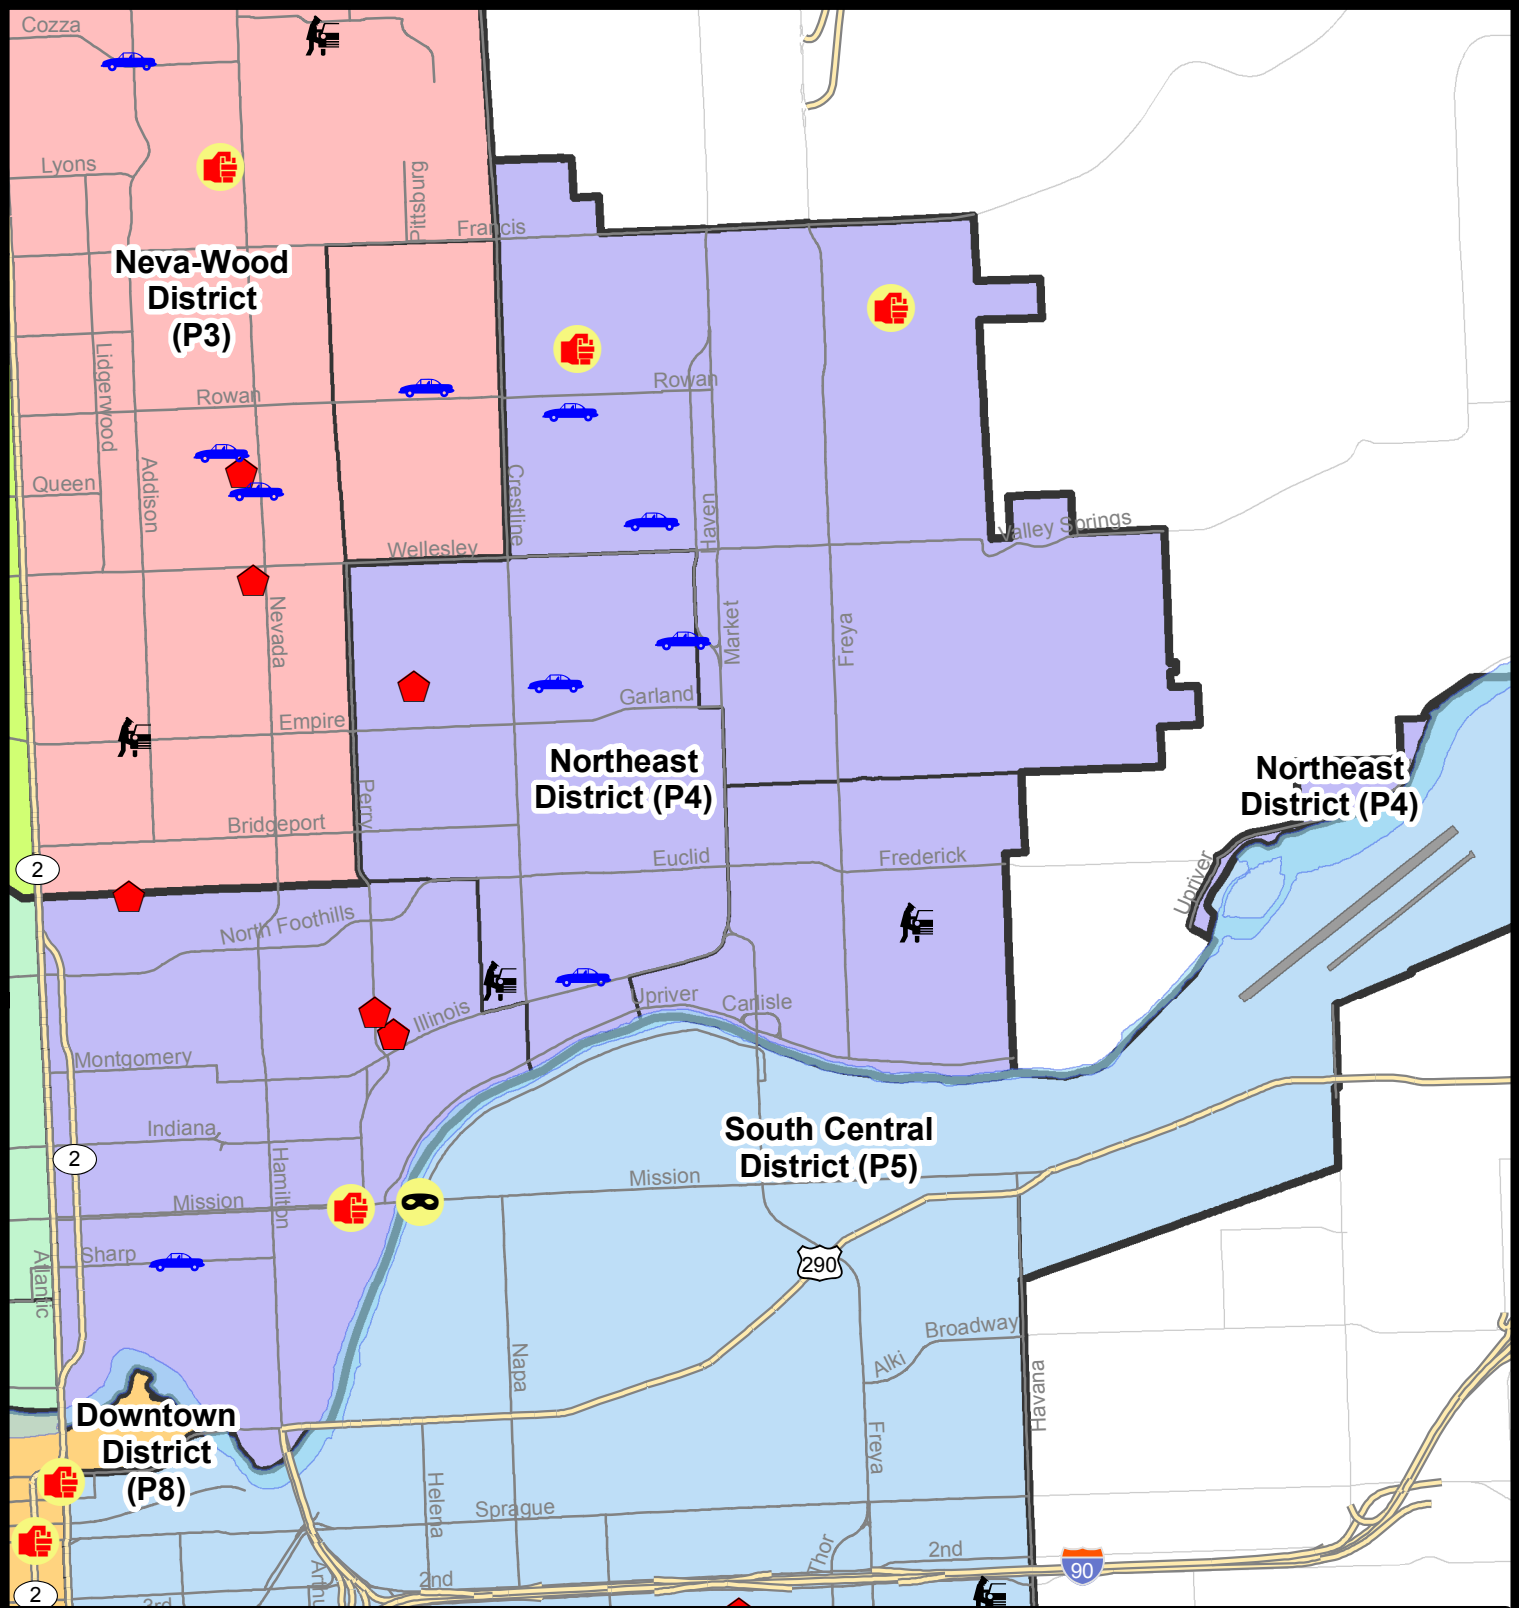 Cozza
Lyons
Pittsburg
Francis
Neva-Wood
District
(P3)
Lidgerwood
Rowan
Rowan
Queen
Addison
Crestline
Haven
Valley Springs
Wellesley
Nevada
Market
Freya
Garland
Empire
Northeast
District (P4)
Northeast
District (P4)
Perry
Bridgeport
2
Euclid
Frederick
Upriver
North Foothills
Illinois
Upriver
Carlisle
Montgomery
Indiana
South Central
District (P5)
2
Hamilton
Mission
Mission
Sharp
Atlantic
290
Broadway
Alki
Napa
Havana
Downtown
District
(P8)
Freya
Helena
Sprague
Thor
2nd
2nd
90
2
3rd